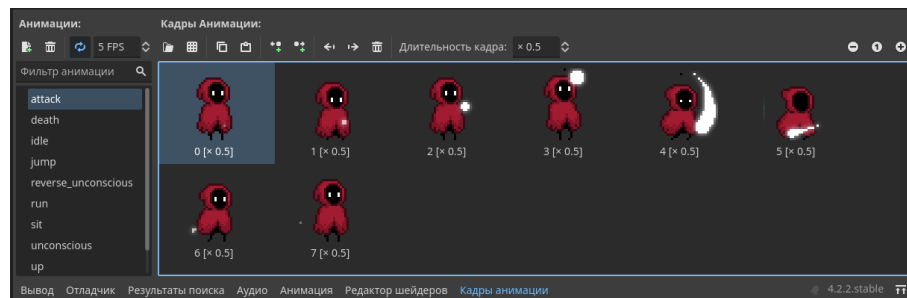 Анимации:
Кадры Анимации:
5 FPS
Длительность кадра: × 0.5
Фильтр анимации
attack
death
idle
jump
reverse_unconscious
run
sit
unconscious
up
0 [× 0.5]
1 [× 0.5]
2 [× 0.5]
3 [× 0.5]
4 [× 0.5]
5 [× 0.5]
6 [× 0.5]
7 [× 0.5]
Вывод Отладчик Результаты поиска Аудио Анимация Редактор шейдеров Кадры анимации
4.2.2.stable